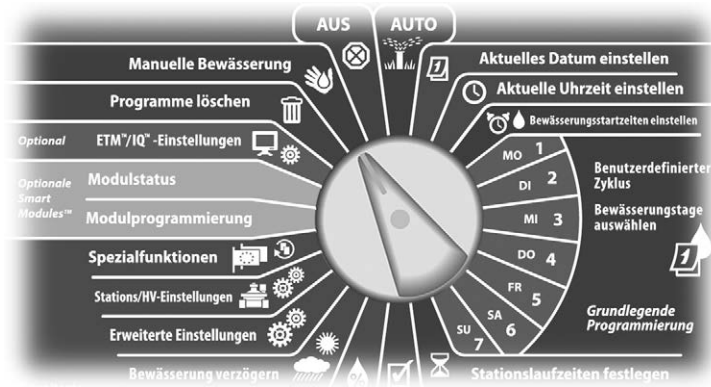 AUS
AUTO
Manuelle Bewässerung
Programme löschen
Optional
ETM™/IQ™ -Einstellungen
Optionale
Smart
Modules™
Modulstatus
Modulprogrammierung
Spezialfunktionen
Stations/HV-Einstellungen
Erweiterte Einstellungen
Bewässerung verzögern
%
1
Aktuelles Datum einstellen
Aktuelle Uhrzeit einstellen
Bewässerungsstartzeiten einstellen
MO 1
DI 2
MI 3
DO 4
FR 5
SA 6
SU 7
Benutzerdefinierter
Zyklus
Bewässerungstage
auswählen
1
Grundlegende
Programmierung
Stationslaufzeiten festlegen